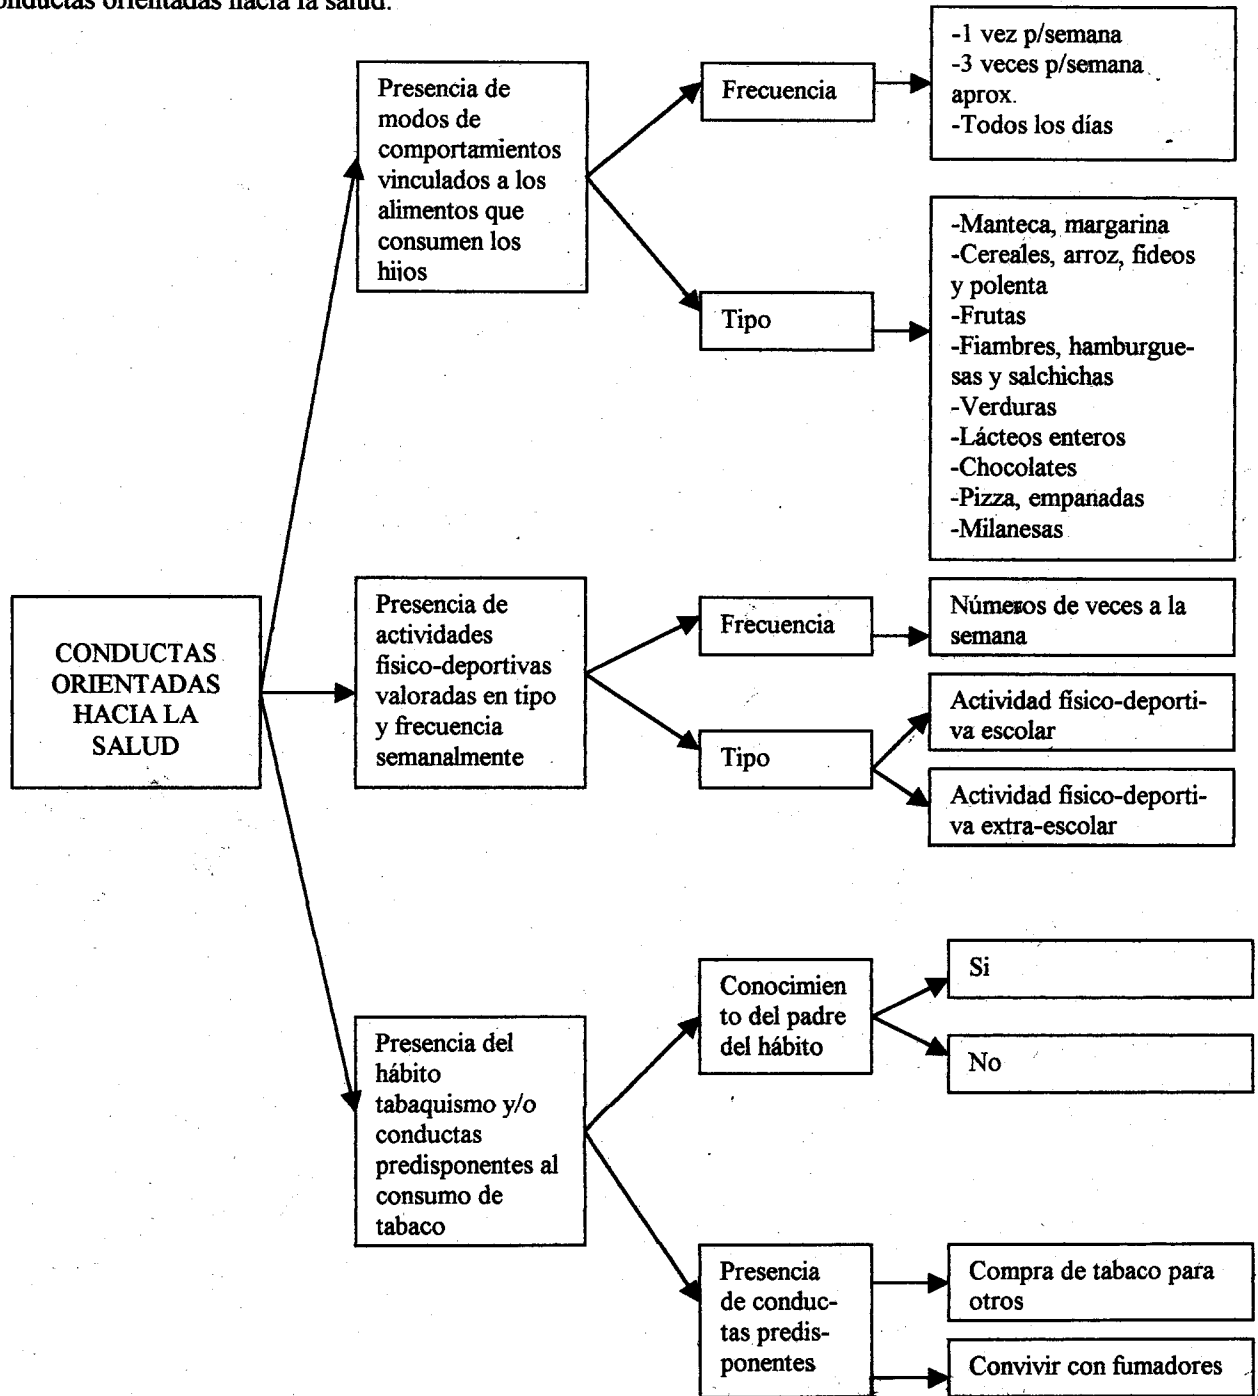 conductas orientadas hacia la salud.
CONDUCTAS
ORIENTADAS
HACIA LA
SALUD
Presencia de
modos de
comportamientos
vinculados a los
alimentos que
consumen los
hijos
Frecuencia
-1 vez p/semana
-3 veces p/semana
aprox.
-Todos los días
Tipo
-Manteca, margarina
-Cereales, arroz, fideos
y polenta
-Frutas
-Fiambres, hamburgue-
sas y salchichas
-Verduras
-Lácteos enteros
-Chocolates
-Pizza, empanadas
-Milanesas
Presencia de
actividades
físico-deportivas
valoradas en tipo
y frecuencia
semanalmente
Frecuencia
Números de veces a la
semana
Tipo
Actividad físico-deporti-
va escolar
Actividad físico-deporti-
va extra-escolar
Presencia del
hábito
tabaquismo y/o
conductas
predisponentes al
consumo de
tabaco
Conocimien
to del padre
del hábito
Si
No
Presencia
de conduc-
tas predis-
ponentes
Compra de tabaco para
otros
Convivir con fumadores